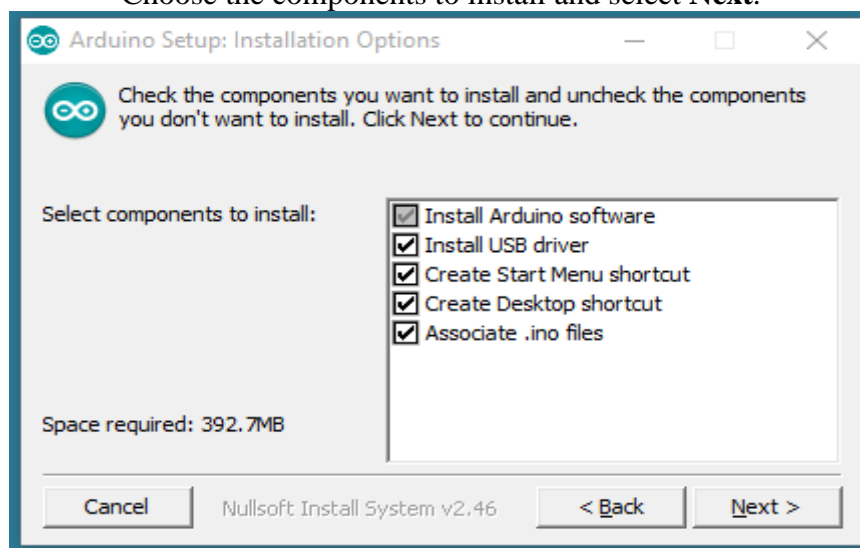 Choose the components to install and select Next.
Arduino Setup: Installation Options
Check the components you want to install and uncheck the components
you don't want to install. Click Next to continue.
Select components to install:
Install Arduino software
Install USB driver
Create Start Menu shortcut
Create Desktop shortcut
Associate .ino files
Space required: 392.7MB
Cancel
Nullsoft Install System v2.46
< Back
Next >